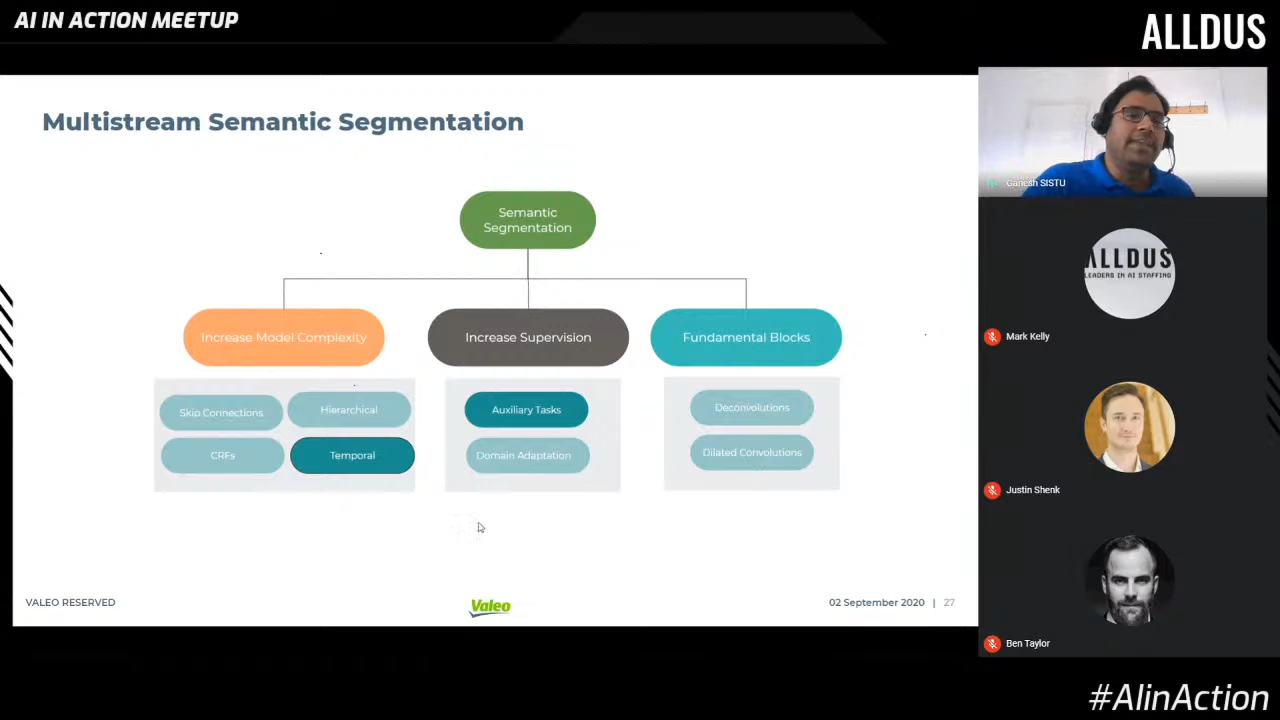 AI IN ACTION MEETUP
ALLDUS
Multistream Semantic Segmentation
Semantic
Segmentation
Increase Model Complexity
Increase Supervision
Fundamental Blocks
Skip Connections
Hierarchical
CRFs
Temporal
Auxiliary Tasks
Domain Adaptation
Deconvolutions
Dilated Convolutions
VALEO RESERVED
Valeo
02 September 2020 | 27
Ganesh SISTU
ALLDUS
LEADERS IN AI STAFFING
Mark Kelly
Justin Shenk
Ben Taylor
#AIinAction